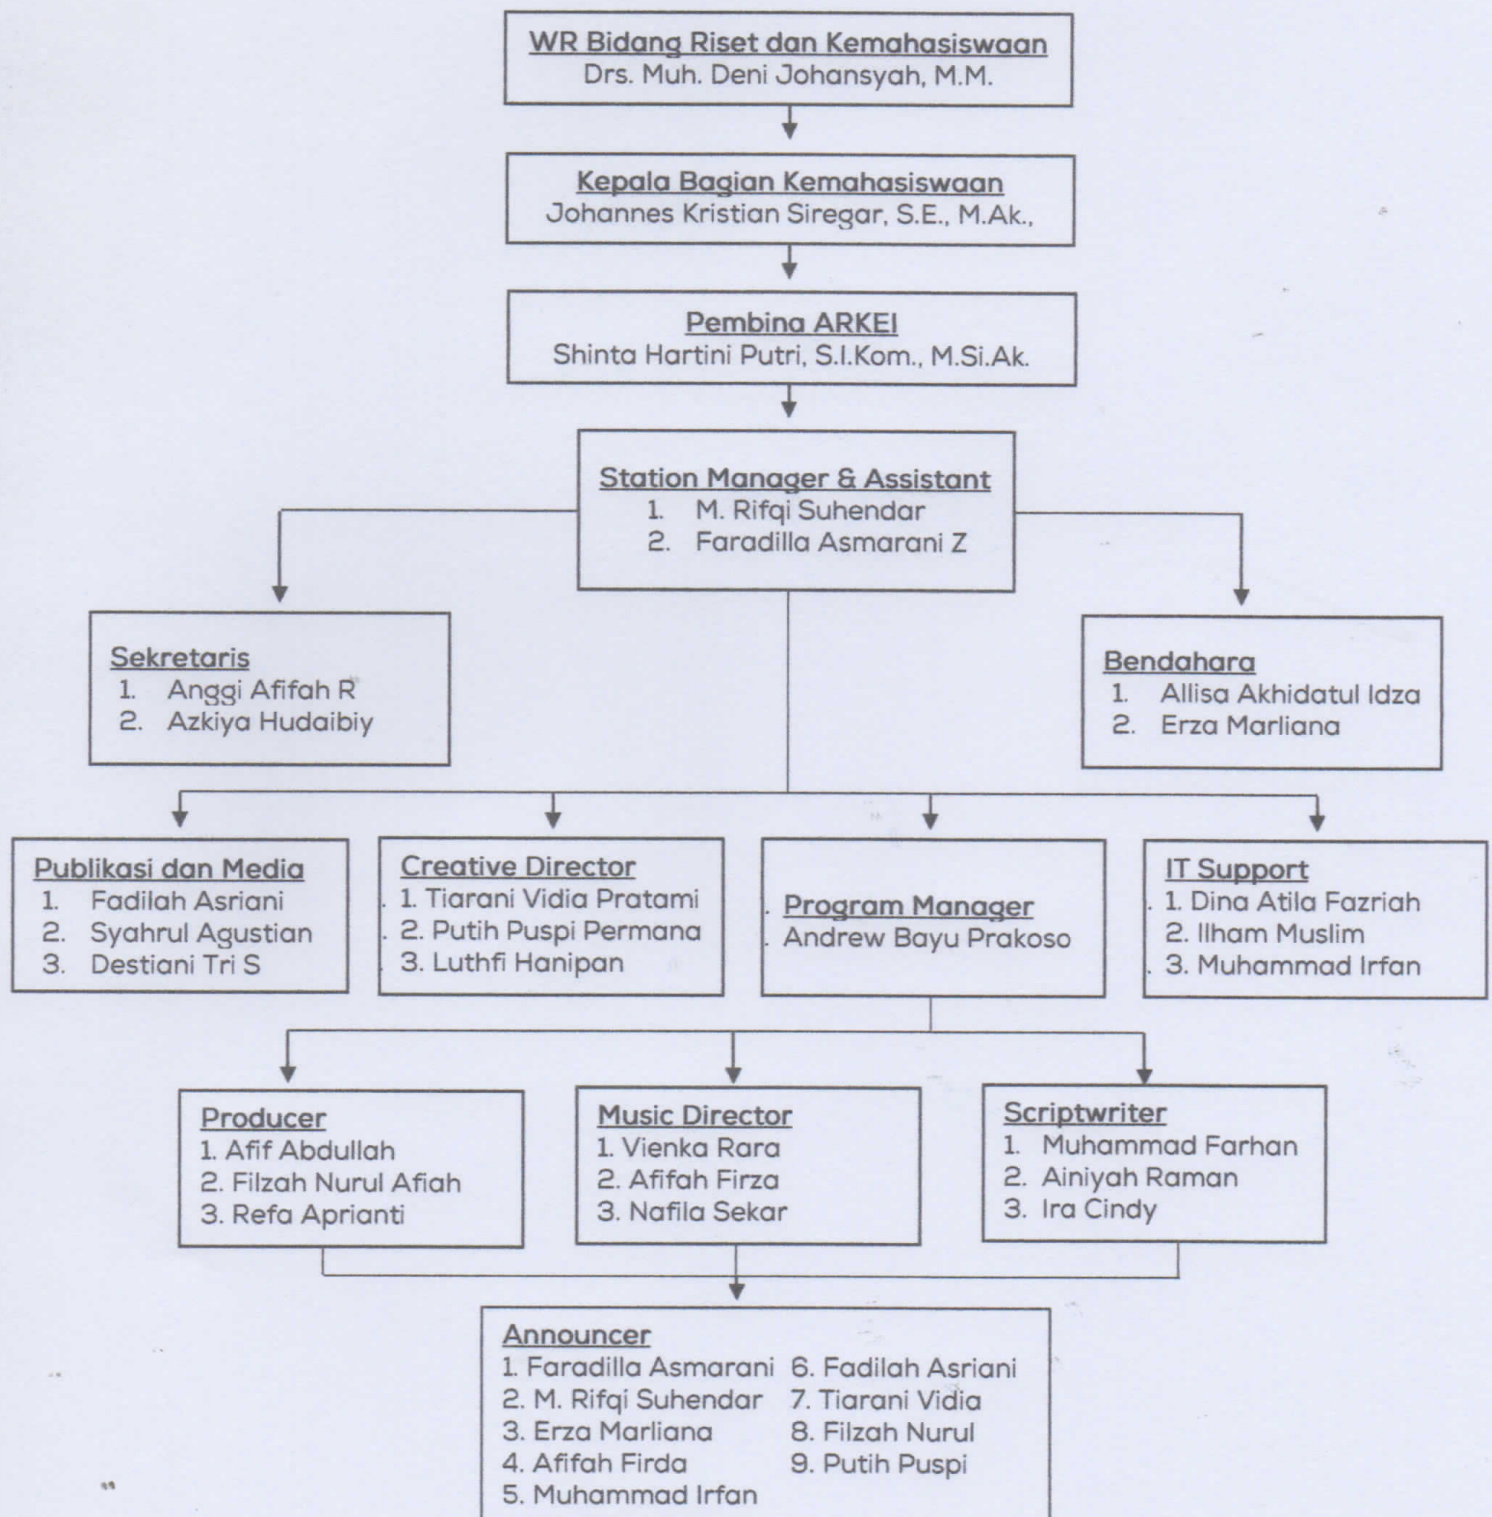 WR Bidang Riset dan Kemahasiswaan
Drs. Muh. Deni Johansyah, M.M.
Kepala Bagian Kemahasiswaan
Johannes Kristian Siregar, S.E., M.Ak.,
Pembina ARKEI
Shinta Hartini Putri, S.I.Kom., M.Si.Ak.
Station Manager & Assistant
1. M. Rifqi Suhendar
2. Faradilla Asmarani Z
Sekretaris
1. Anggi Afifah R
2. Azkiya Hudaibiy
Bendahara
1. Allisa Akhidatul Idza
2. Erza Marliana
Publikasi dan Media
1. Fadilah Asriani
2. Syahrul Agustian
3. Destiani Tri S
Creative Director
1. Tiarani Vidia Pratami
2. Putih Puspi Permana
3. Luthfi Hanipan
Program Manager
Andrew Bayu Prakoso
IT Support
1. Dina Atila Fazriah
2. Ilham Muslim
3. Muhammad Irfan
Producer
1. Afif Abdullah
2. Filzah Nurul Afiah
3. Refa Aprianti
Music Director
1. Vienka Rara
2. Afifah Firza
3. Nafila Sekar
Scriptwriter
1. Muhammad Farhan
2. Ainiyah Raman
3. Ira Cindy
Announcer
1. Faradilla Asmarani
2. M. Rifqi Suhendar
3. Erza Marliana
4. Afifah Firda
5. Muhammad Irfan
6. Fadilah Asriani
7. Tiarani Vidia
8. Filzah Nurul
9. Putih Puspi